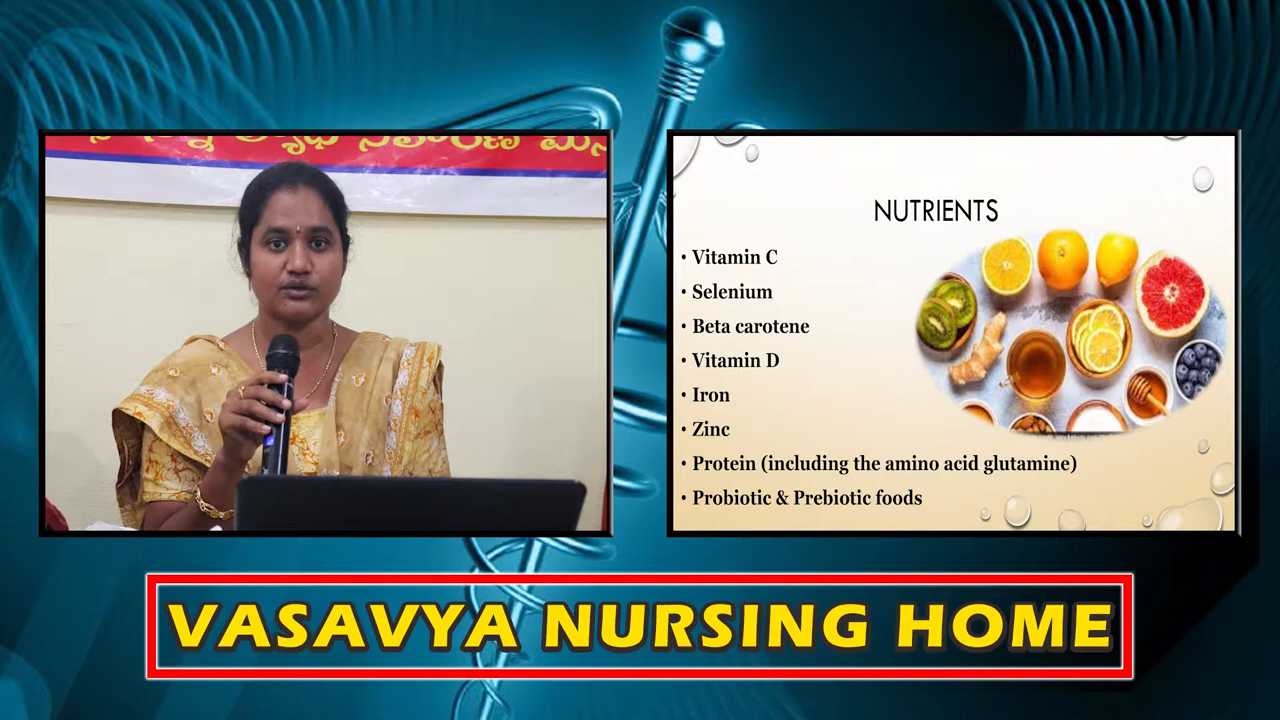 NUTRIENTS
• Vitamin C
• Selenium
• Beta carotene
• Vitamin D
• Iron
• Zinc
• Protein (including the amino acid glutamine)
• Probiotic & Prebiotic foods
VASAVYA NURSING HOME